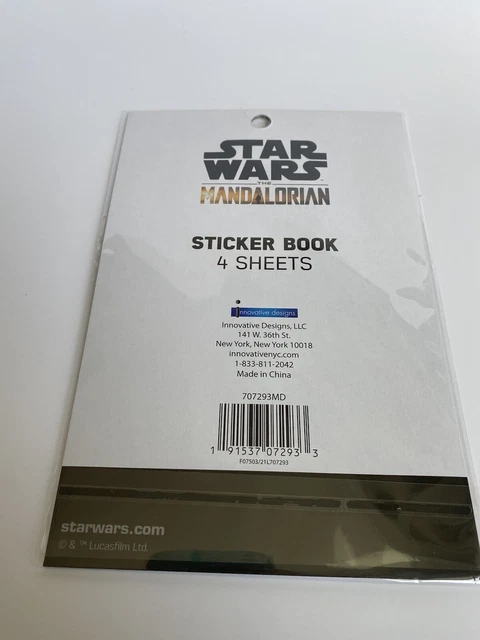 STAR
WARS
THE
MANDALORIAN
STICKER BOOK
4 SHEETS
innovative designs
Innovative Designs, LLC
141 W. 36th St.
New York, New York 10018
innovativenyc.com
1-833-811-2042
Made in China
707293MD
1 91537 07293 3
F07503/21L707293
starwars.com
© & ™ Lucasfilm Ltd.